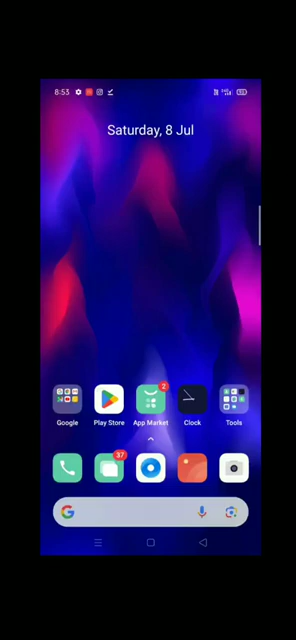 8:53
Saturday, 8 Jul
2
Google
Play Store
App Market
Clock
Tools
37